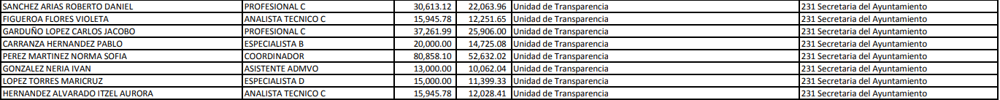 SANCHEZ ARIAS ROBERTO DANIEL PROFESIONAL C 30,613.12 22,063.96 Unidad de Transparencia 231 Secretaria del Ayuntamiento
FIGUEROA FLORES VIOLETA ANALISTA TECNICO C 15,945.78 12,251.65 Unidad de Transparencia 231 Secretaria del Ayuntamiento
GARDUÑO LOPEZ CARLOS JACOBO PROFESIONAL C 37,261.99 25,906.00 Unidad de Transparencia 231 Secretaria del Ayuntamiento
CARRANZA HERNANDEZ PABLO ESPECIALISTA B 20,000.00 14,725.08 Unidad de Transparencia 231 Secretaria del Ayuntamiento
PEREZ MARTINEZ NORMA SOFIA COORDINADOR 80,858.10 52,632.02 Unidad de Transparencia 231 Secretaria del Ayuntamiento
GONZALEZ NERIA IVAN ASISTENTE ADMVO 13,000.00 10,062.04 Unidad de Transparencia 231 Secretaria del Ayuntamiento
LOPEZ TORRES MARICRUZ ESPECIALISTA D 15,000.00 11,399.33 Unidad de Transparencia 231 Secretaria del Ayuntamiento
HERNANDEZ ALVARADO ITZEL AURORA ANALISTA TECNICO C 15,945.78 12,028.41 Unidad de Transparencia 231 Secretaria del Ayuntamiento